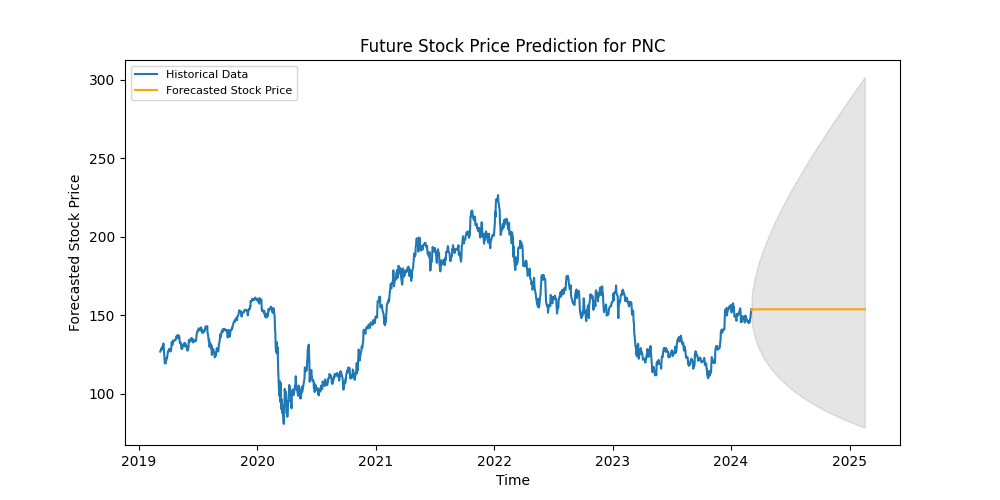 Future Stock Price Prediction for PNC
Historical Data
Forecasted Stock Price
Forecasted Stock Price
300
250
200
150
100
2019
2020
2021
2022
2023
2024
2025
Time